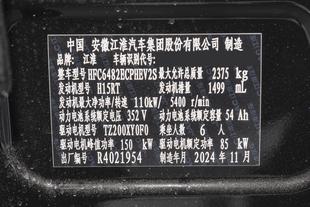 中国 安徽江淮汽车集团股份有限公司 制造
品牌: 江淮 车辆识别代号:
整车型号 HFC6482ECPHEV2S 最大允许总质量 2375 kg
发动机型号 H15RT 发动机排量 1499 mL
发动机最大净功率/转速 110kW/ 5400 r/min
动力电池系统额定电压 352 V 动力电池系统额定容量 54 Ah
驱动电机型号 TZ200XY0F0 乘坐人数 6 人
驱动电机峰值功率 150 kW 驱动电机额定功率 85 kW
出厂编号 R4021954 制造年月 2024 年 11 月